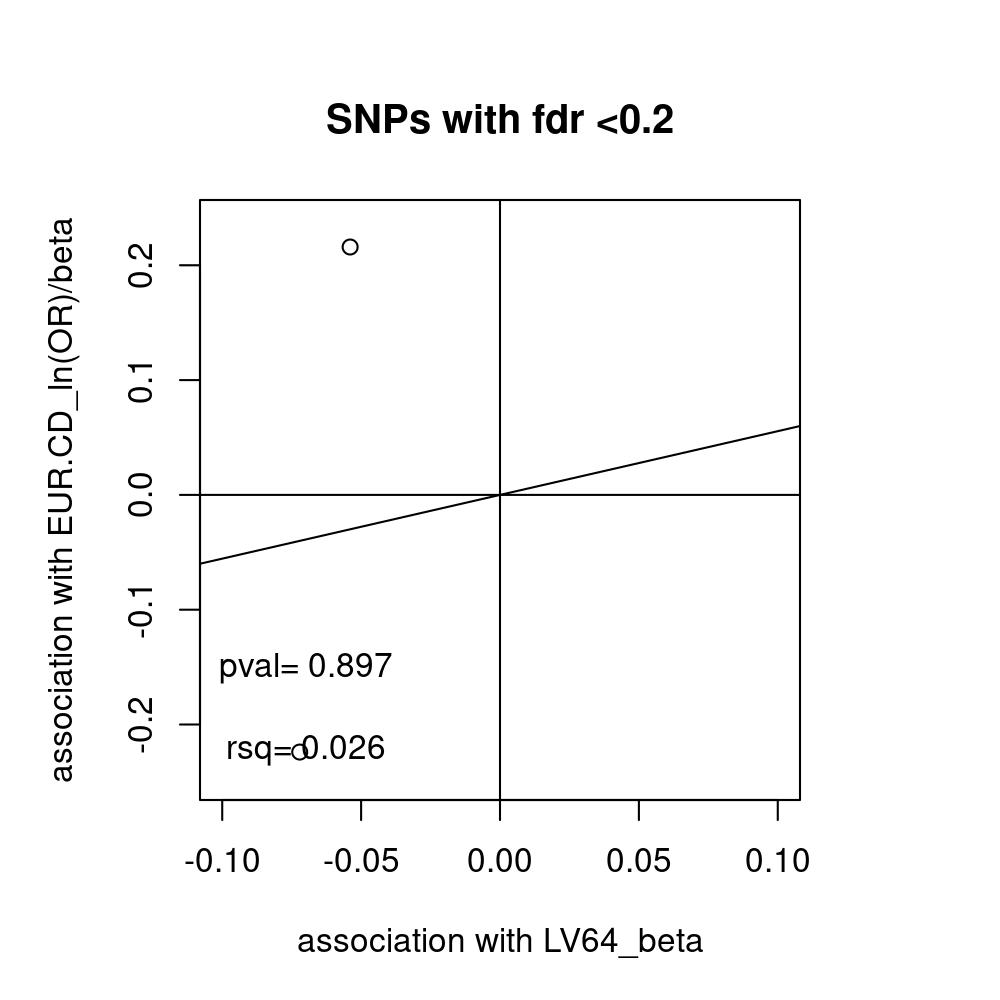 SNPs with fdr <0.2
association with EUR.CD_ln(OR)/beta
0.2
0.1
0.0
-0.1
-0.2
pval= 0.897
rsq= 0.026
-0.10 -0.05 0.00 0.05 0.10
association with LV64_beta